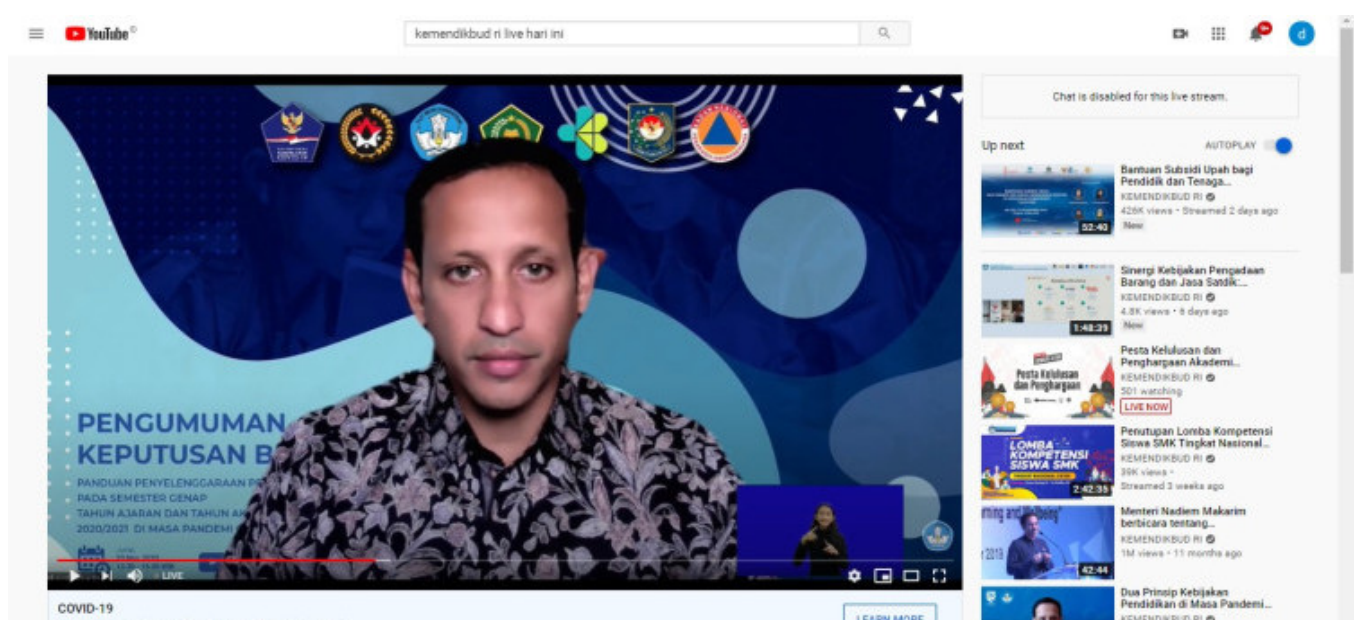 YouTube
kemendikbud ri live hari ini
9+
d
Chat is disabled for this live stream.
Up next
AUTOPLAY
Bantuan Subsidi Upah bagi
Pendidik dan Tenaga...
KEMENDIKBUD RI
426K views • Streamed 2 days ago
New
52:40
Sinergi Kebijakan Pengadaan
Barang dan Jasa Satdik:...
KEMENDIKBUD RI
4.8K views • 6 days ago
New
1:48:39
Pesta Kelulusan dan
Penghargaan Akademi...
KEMENDIKBUD RI
501 watching
LIVE NOW
Pesta Kelulusan
dan Penghargaan
Penutupan Lomba Kompetensi
Siswa SMK Tingkat Nasional...
KEMENDIKBUD RI
39K views •
Streamed 3 weeks ago
LOMBA
KOMPETENSI
SISWA SMK
2:42:35
Menteri Nadiem Makarim
berbicara tentang...
KEMENDIKBUD RI
1M views • 11 months ago
2019
42:44
Dua Prinsip Kebijakan
Pendidikan di Masa Pandemi...
KEMENDIKBUD RI
PENGUMUMAN
KEPUTUSAN B
PANDUAN PENYELENGGARAAN PE
PADA SEMESTER GENAP
TAHUN AJARAN DAN TAHUN AK
2020/2021 DI MASA PANDEMI
LIVE
COVID-19
LEARN MORE